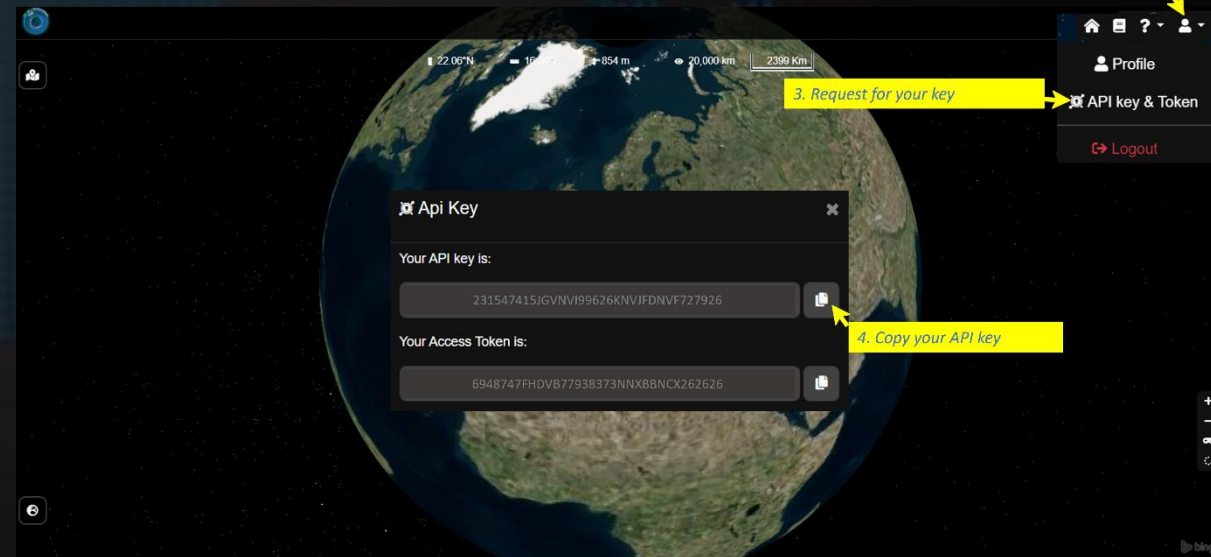 ?
22.06°N 854 m 20,000 km 2399 Km
Profile
3. Request for your key
API key & Token
Logout
Api Key
Your API key is:
231547415JGVNVI99626KNVJFDNVF727926
4. Copy your API key
Your Access Token is:
6948747FHDVB77938373NNXBBNCX262626
bing